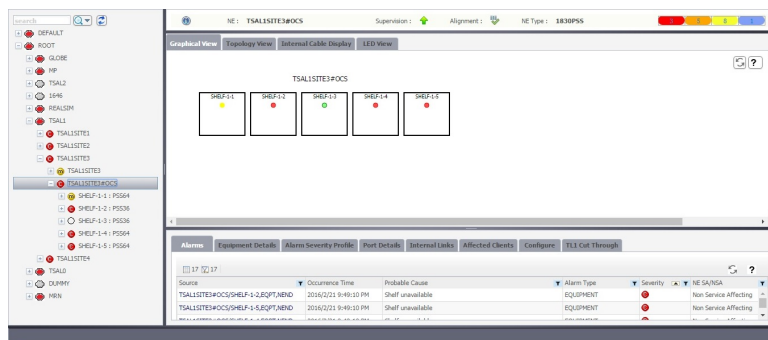 search
DEFAULT
ROOT
GLOBE
MP
TSAL2
1646
REALSIM
TSAL1
TSAL1SITE1
TSAL1SITE2
TSAL1SITE3
TSAL1SITE3
TSAL1SITE3#OCS
SHELF-1-1 : PSS64
SHELF-1-2 : PSS36
SHELF-1-3 : PSS36
SHELF-1-4 : PSS64
SHELF-1-5 : PSS64
TSAL1SITE4
TSAL0
DUMMY
MRN
NE : TSAL1SITE3#OCS Supervision : Alignment : NE Type : 1830PSS
Graphical View Topology View Internal Cable Display LED View
?
TSAL1SITE3#OCS
SHELF-1-1 SHELF-1-2 SHELF-1-3 SHELF-1-4 SHELF-1-5
Alarms Equipment Details Alarm Severity Profile Port Details Internal Links Affected Clients Configure TL1 Cut Through
17 17 ?
Source Occurrence Time Probable Cause Alarm Type Severity NE SA/NSA
TSAL1SITE3#OCS/SHELF-1-2,EQPT,NEND 2016/2/21 9:49:10 PM Shelf unavailable EQUIPMENT Non Service Affecting
TSAL1SITE3#OCS/SHELF-1-5,EQPT,NEND 2016/2/21 9:49:10 PM Shelf unavailable EQUIPMENT Non Service Affecting